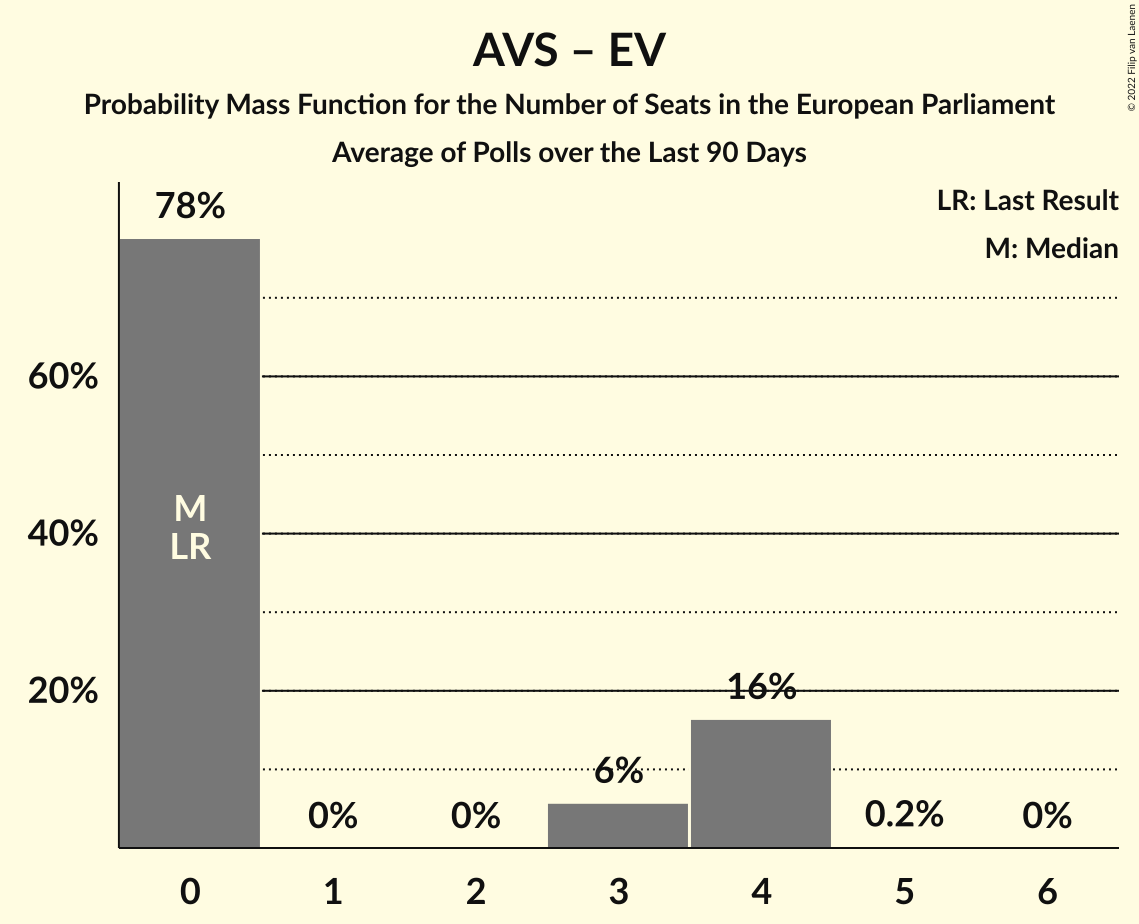 AVS – EV
Probability Mass Function for the Number of Seats in the European Parliament
Average of Polls over the Last 90 Days
© 2022 Filip van Laenen
LR: Last Result
M: Median
78%
60%
40%
20%
M
LR
0%
0%
6%
16%
0.2%
0%
0
1
2
3
4
5
6